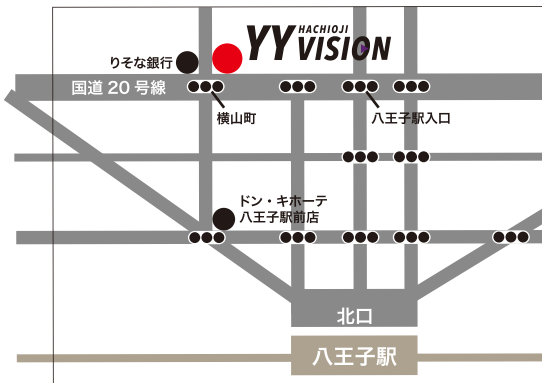 YY HACHIOJI VISION
りそな銀行
国道20号線
横山町
八王子駅入口
ドン・キホーテ
八王子駅前店
北口
八王子駅